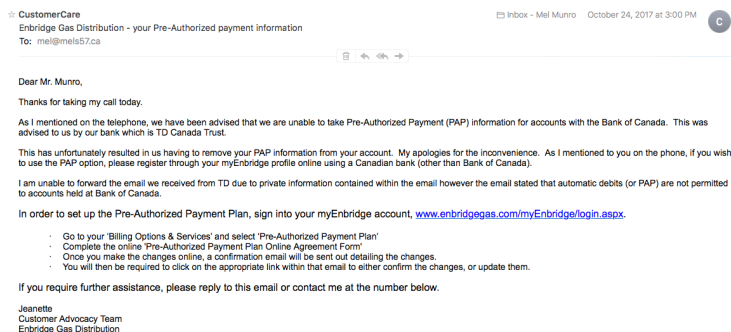 CustomerCare
Inbox - Mel Munro October 24, 2017 at 3:00 PM
C
Enbridge Gas Distribution - your Pre-Authorized payment information
To: mel@mels57.ca
Dear Mr. Munro,
Thanks for taking my call today.
As I mentioned on the telephone, we have been advised that we are unable to take Pre-Authorized Payment (PAP) information for accounts with the Bank of Canada. This was
advised to us by our bank which is TD Canada Trust.
This has unfortunately resulted in us having to remove your PAP information from your account. My apologies for the inconvenience. As I mentioned to you on the phone, if you wish
to use the PAP option, please register through your myEnbridge profile online using a Canadian bank (other than Bank of Canada).
I am unable to forward the email we received from TD due to private information contained within the email however the email stated that automatic debits (or PAP) are not permitted
to accounts held at Bank of Canada.
In order to set up the Pre-Authorized Payment Plan, sign into your myEnbridge account, www.enbridgegas.com/myEnbridge/login.aspx.
· Go to your 'Billing Options & Services' and select 'Pre-Authorized Payment Plan'
· Complete the online 'Pre-Authorized Payment Plan Online Agreement Form'
· Once you make the changes online, a confirmation email will be sent out detailing the changes.
· You will then be required to click on the appropriate link within that email to either confirm the changes, or update them.
If you require further assistance, please reply to this email or contact me at the number below.
Jeanette
Customer Advocacy Team
Enbridge Gas Distribution